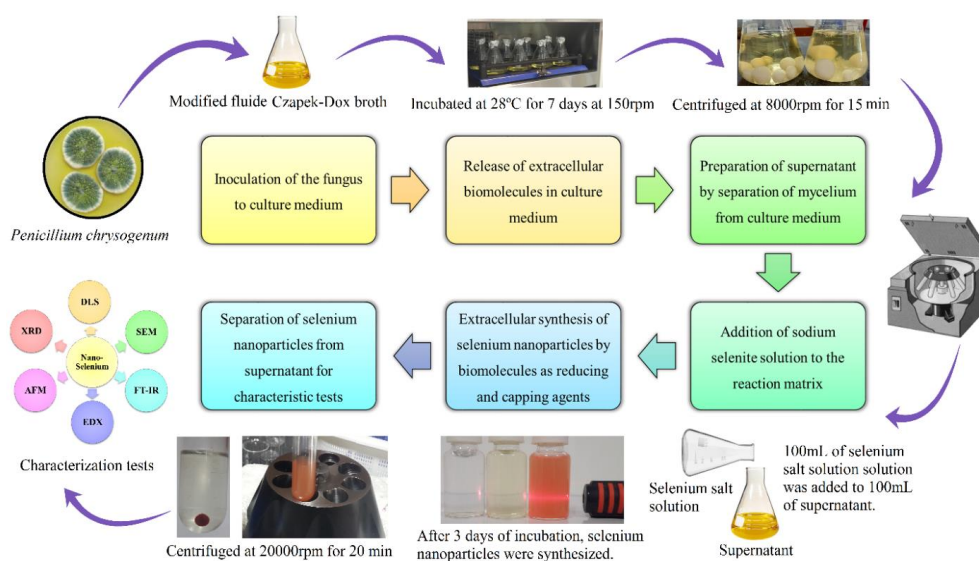 Modified fluide Czapek-Dox broth
Incubated at 28°C for 7 days at 150rpm
Centrifuged at 8000rpm for 15 min
Penicillium chrysogenum
Inoculation of the fungus
to culture medium
Release of extracellular
biomolecules in culture
medium
Preparation of supernatant
by separation of mycelium
from culture medium
Addition of sodium
selenite solution to the
reaction matrix
Extracellular synthesis of
selenium nanoparticles by
biomolecules as reducing
and capping agents
Separation of selenium
nanoparticles from
supernatant for
characteristic tests
Selenium salt
solution
100mL of selenium
salt solution solution
was added to 100mL
of supernatant.
Supernatant
After 3 days of incubation, selenium
nanoparticles were synthesized.
Centrifuged at 20000rpm for 20 min
DLS
XRD
SEM
Nano-
Selenium
AFM
FT-IR
EDX
Characterization tests